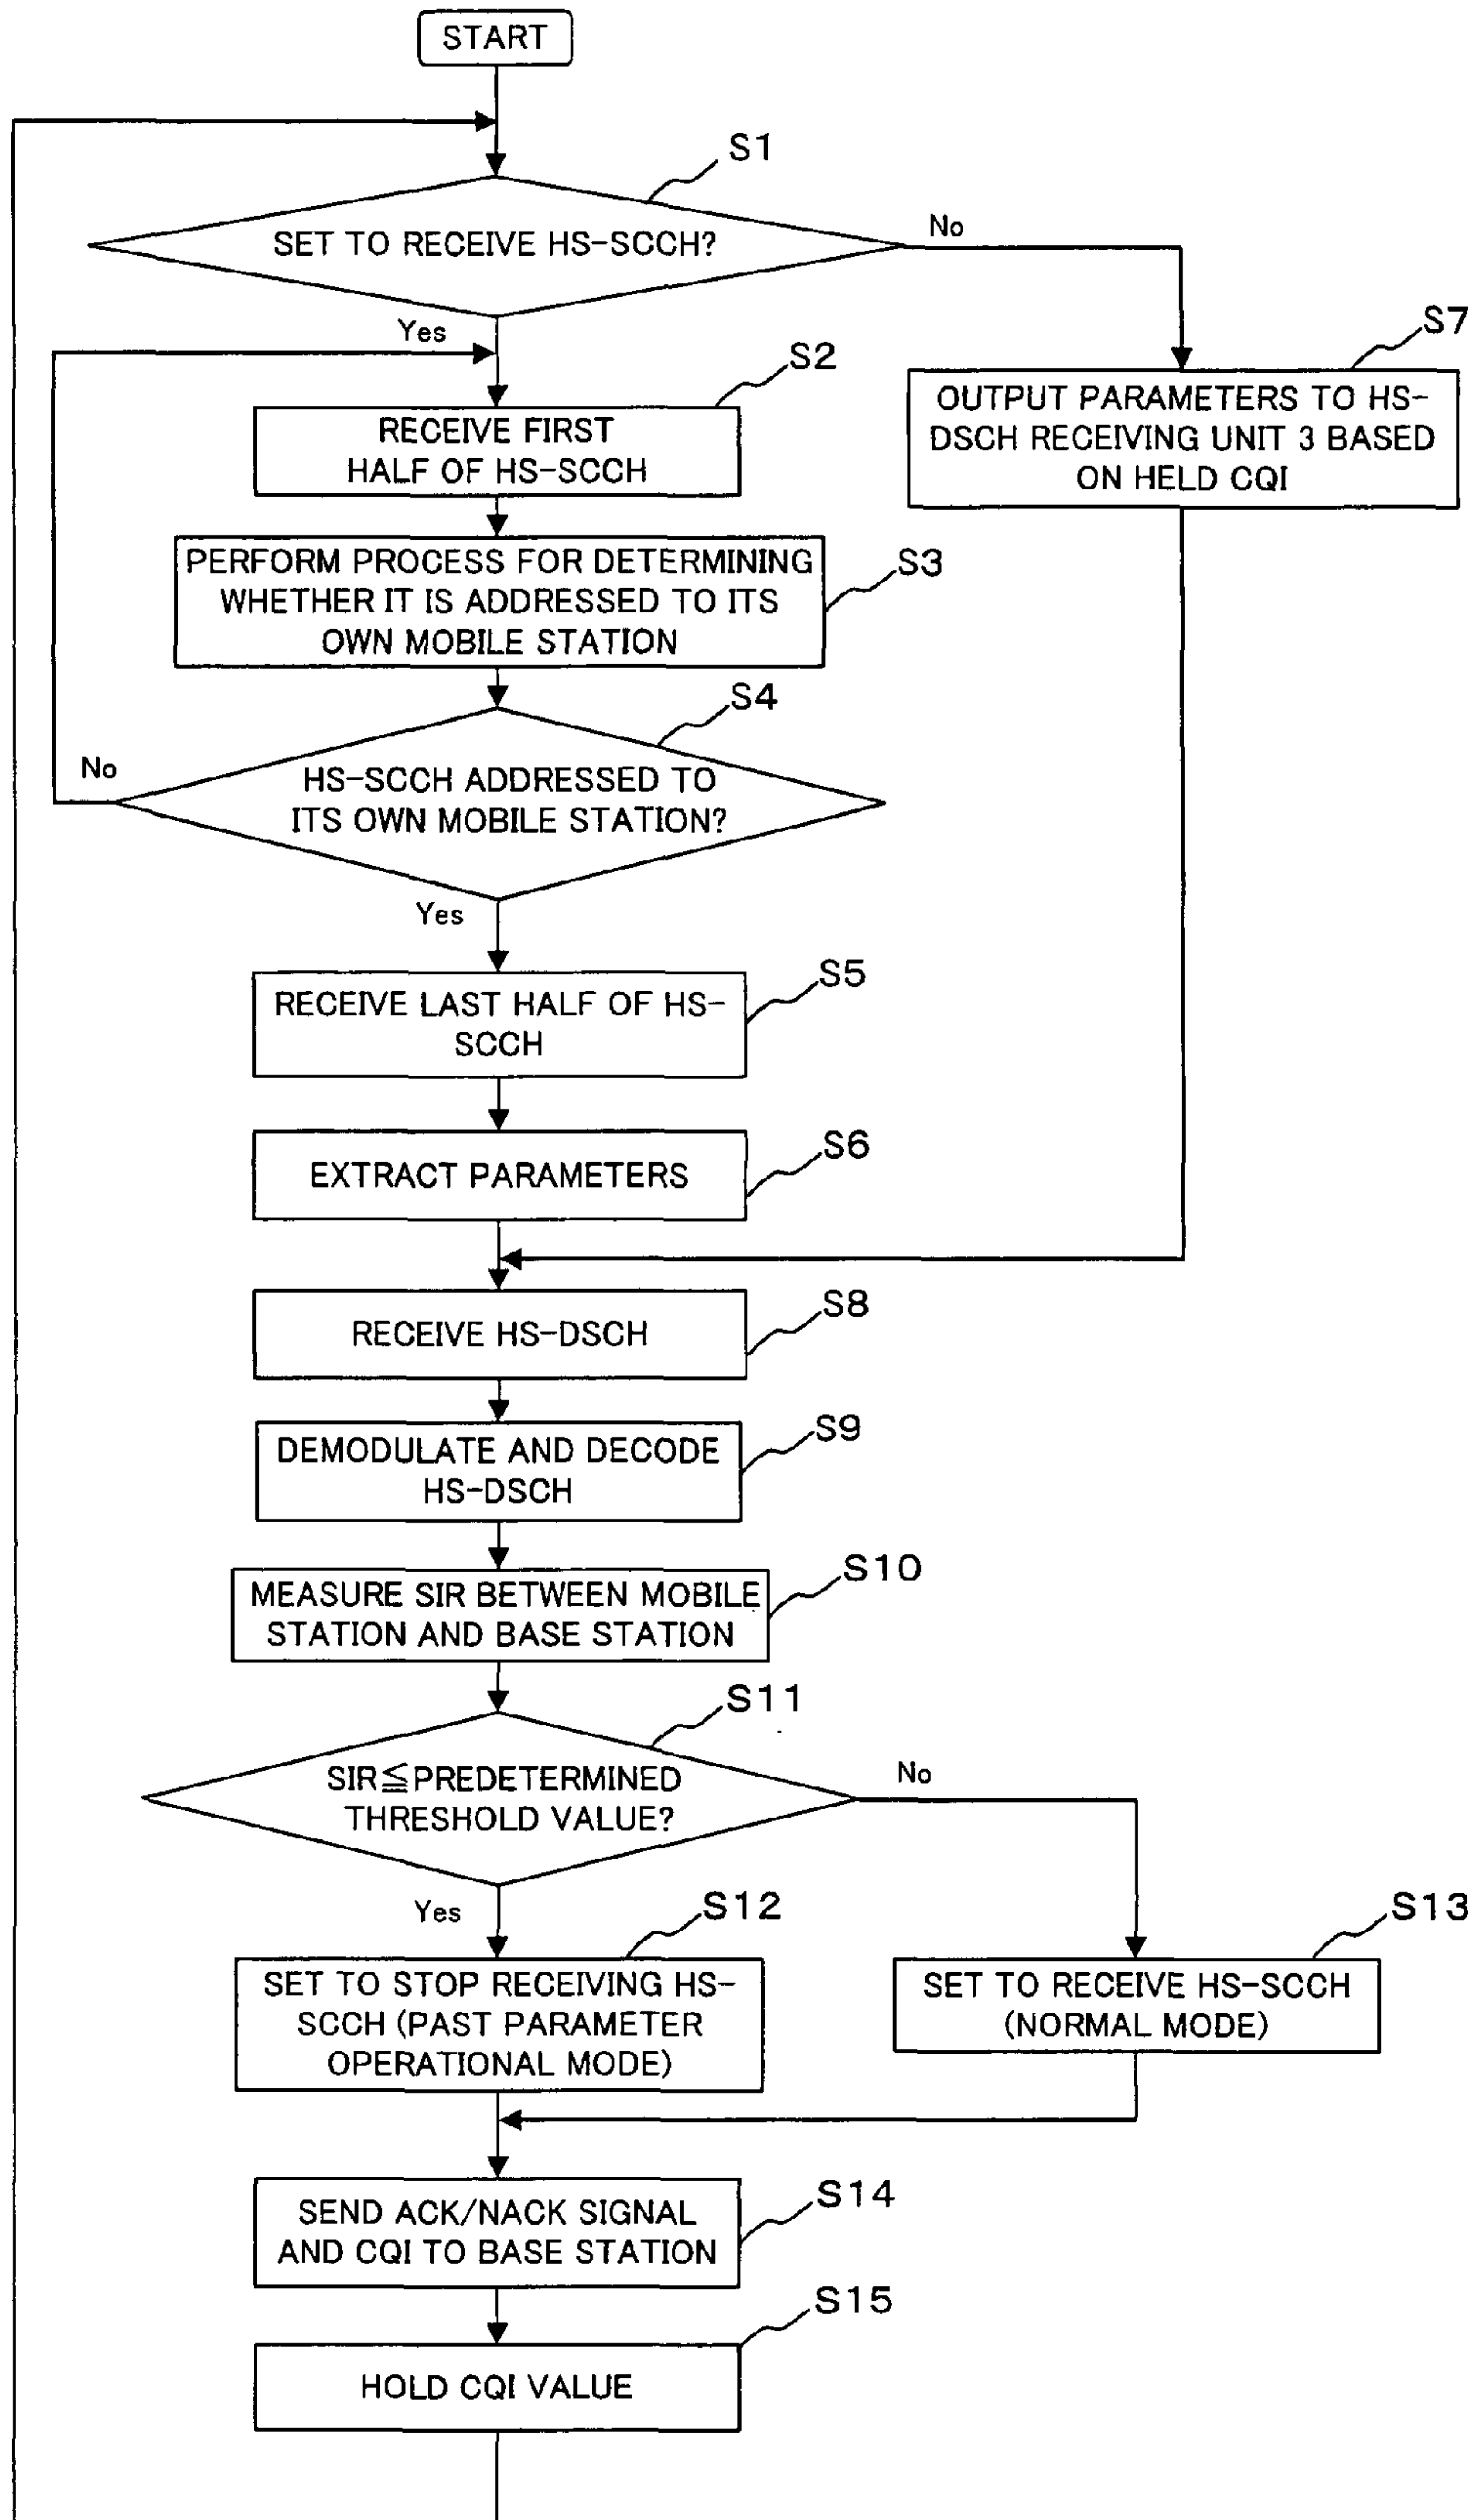 START
S1
SET TO RECEIVE HS-SCCH?
No
Yes
S7
S2
OUTPUT PARAMETERS TO HS-
DSCH RECEIVING UNIT 3 BASED
ON HELD CQI
RECEIVE FIRST
HALF OF HS-SCCH
S3
PERFORM PROCESS FOR DETERMINING
WHETHER IT IS ADDRESSED TO ITS
OWN MOBILE STATION
S4
No
HS-SCCH ADDRESSED TO
ITS OWN MOBILE STATION?
Yes
S5
RECEIVE LAST HALF OF HS-
SCCH
S6
EXTRACT PARAMETERS
S8
RECEIVE HS-DSCH
S9
DEMODULATE AND DECODE
HS-DSCH
S10
MEASURE SIR BETWEEN MOBILE
STATION AND BASE STATION
S11
SIR≦PREDETERMINED
THRESHOLD VALUE?
No
Yes
S12
S13
SET TO STOP RECEIVING HS-
SCCH (PAST PARAMETER
OPERATIONAL MODE)
SET TO RECEIVE HS-SCCH
(NORMAL MODE)
S14
SEND ACK/NACK SIGNAL
AND CQI TO BASE STATION
S15
HOLD CQI VALUE